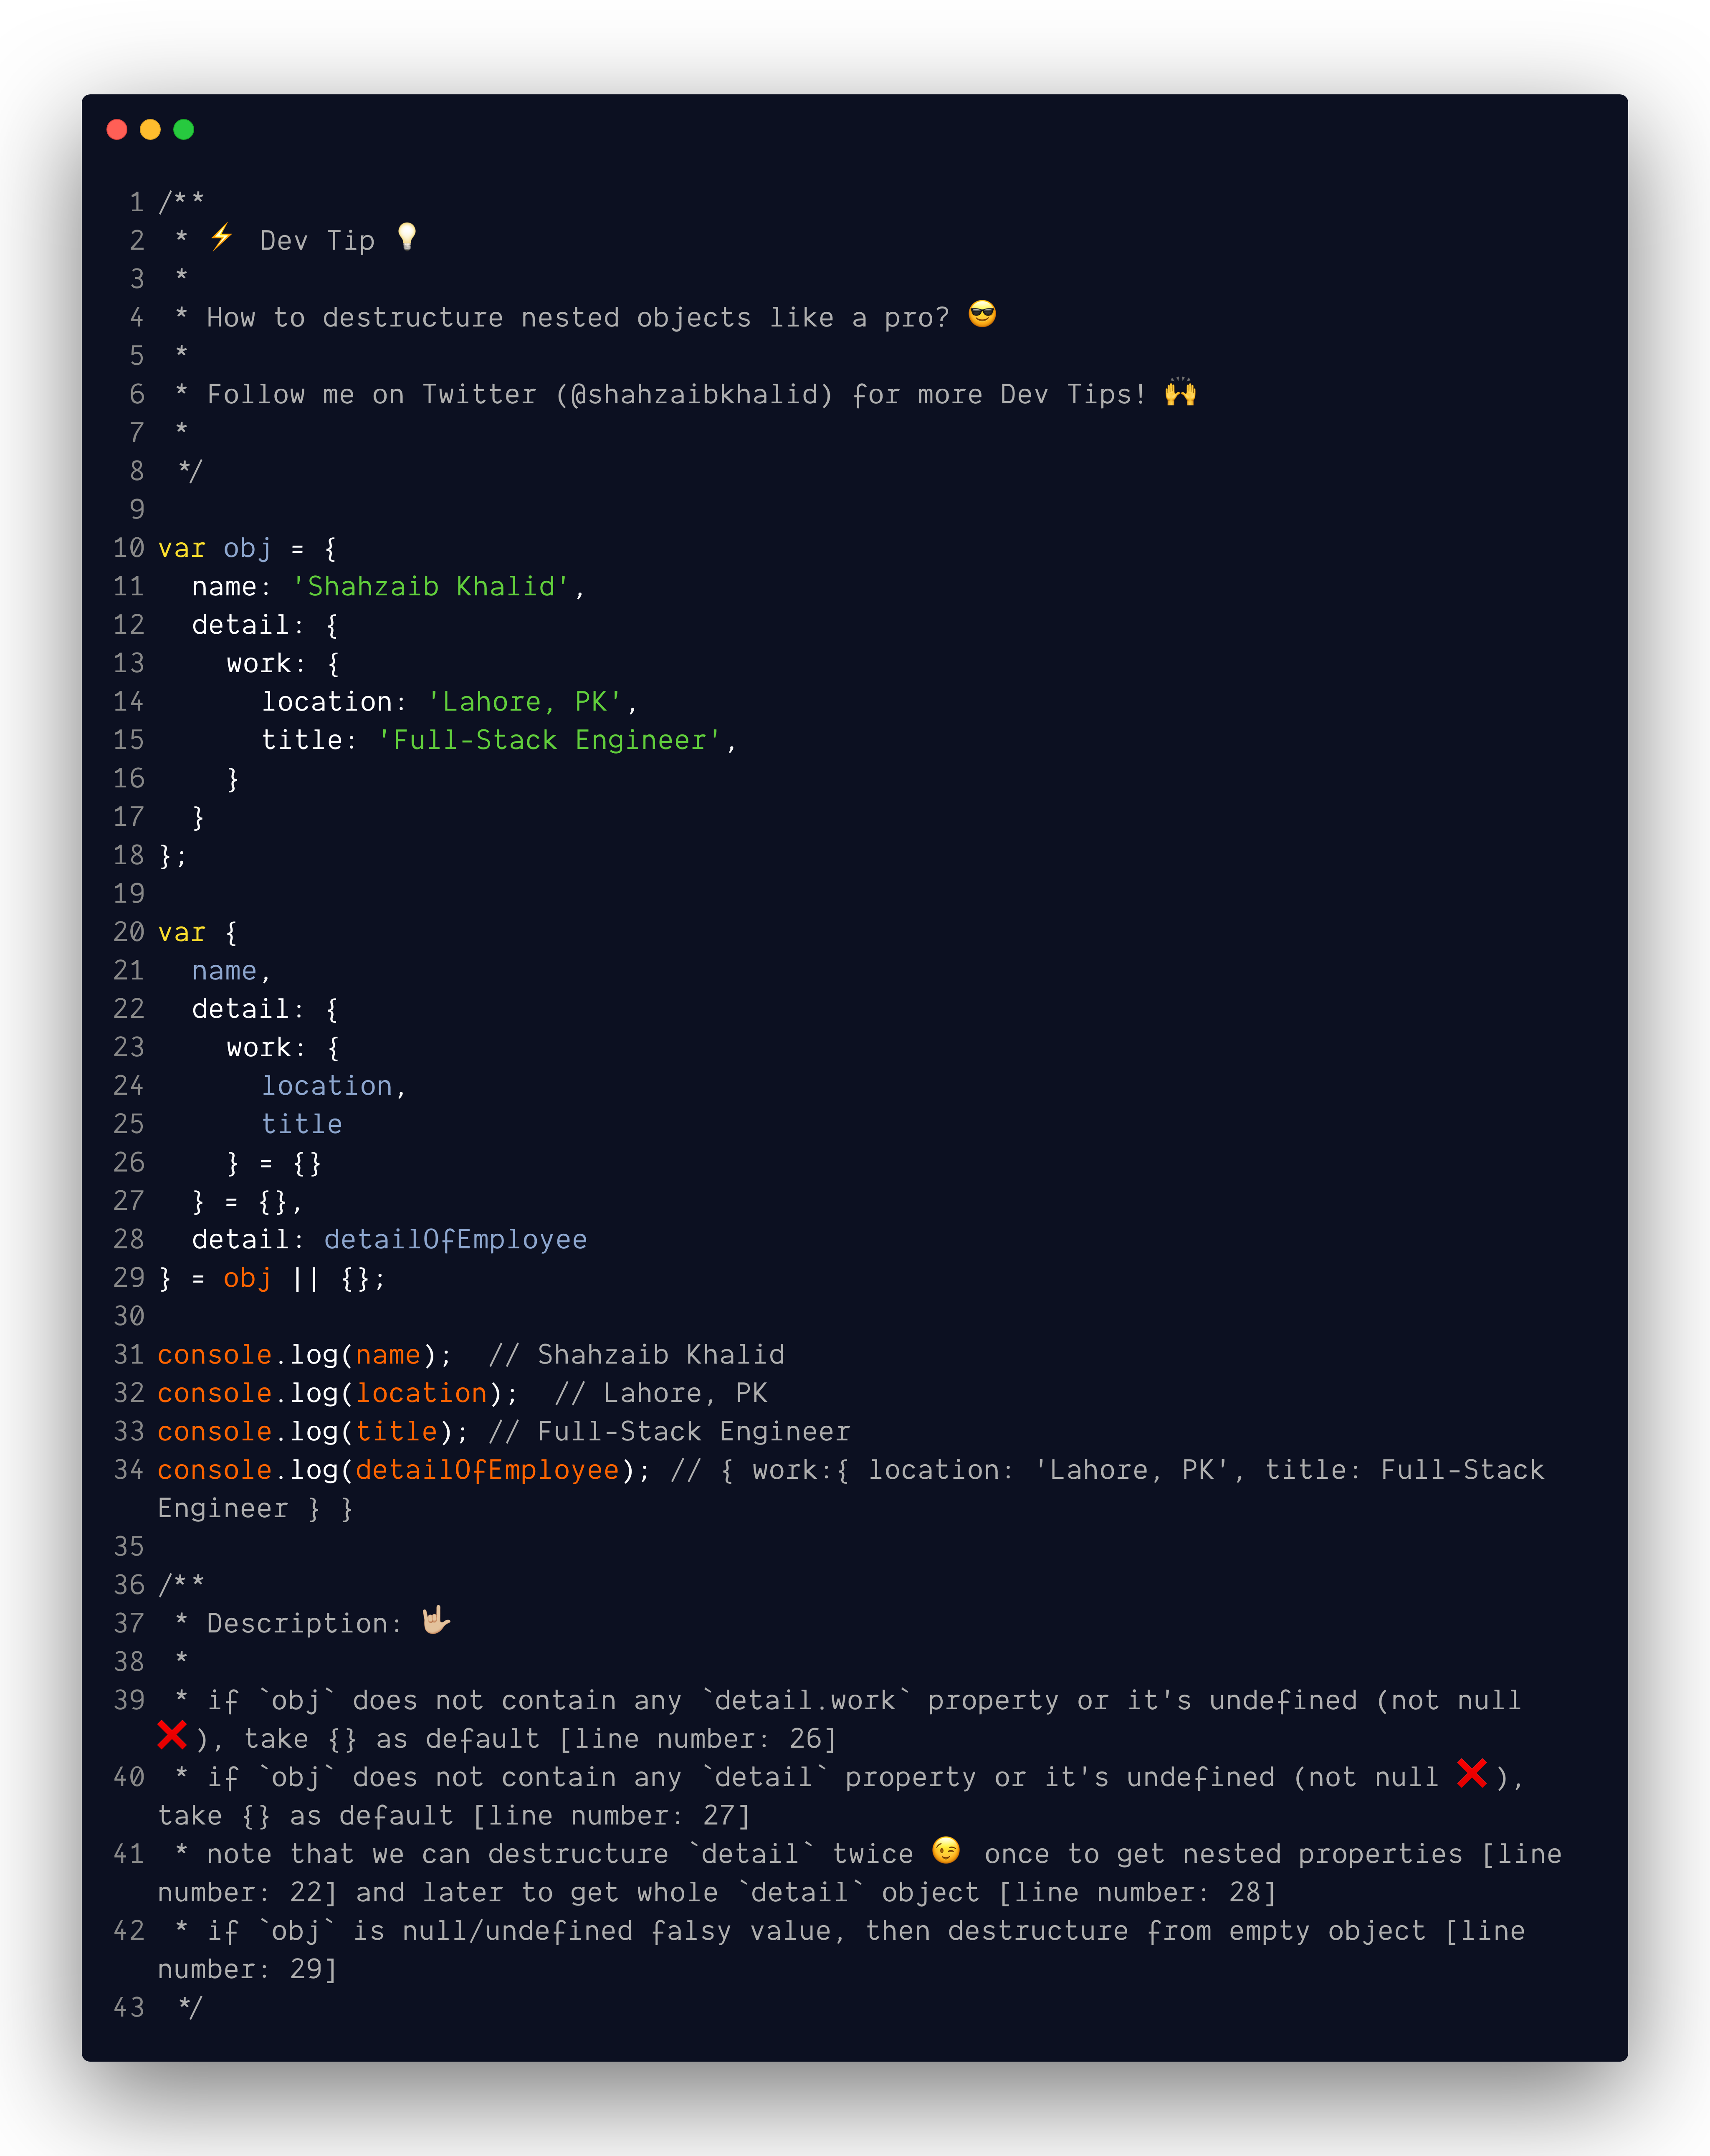 1 /**
2  * ⚡ Dev Tip 💡
3  *
4  * How to destructure nested objects like a pro? 😎
5  *
6  * Follow me on Twitter (@shahzaibkhalid) for more Dev Tips! 🙌
7  *
8  */
9
10 var obj = {
11   name: 'Shahzaib Khalid',
12   detail: {
13     work: {
14       location: 'Lahore, PK',
15       title: 'Full-Stack Engineer',
16     }
17   }
18 };
19
20 var {
21   name,
22   detail: {
23     work: {
24       location,
25       title
26     } = {}
27   } = {},
28   detail: detailOfEmployee
29 } = obj || {};
30
31 console.log(name);  // Shahzaib Khalid
32 console.log(location);  // Lahore, PK
33 console.log(title); // Full-Stack Engineer
34 console.log(detailOfEmployee); // { work:{ location: 'Lahore, PK', title: Full-Stack
Engineer } }
35
36 /**
37  * Description: 🤟🏼
38  *
39  * if `obj` does not contain any `detail.work` property or it's undefined (not null
❌), take {} as default [line number: 26]
40  * if `obj` does not contain any `detail` property or it's undefined (not null ❌),
take {} as default [line number: 27]
41  * note that we can destructure `detail` twice 😉 once to get nested properties [line
number: 22] and later to get whole `detail` object [line number: 28]
42  * if `obj` is null/undefined falsy value, then destructure from empty object [line
number: 29]
43  */